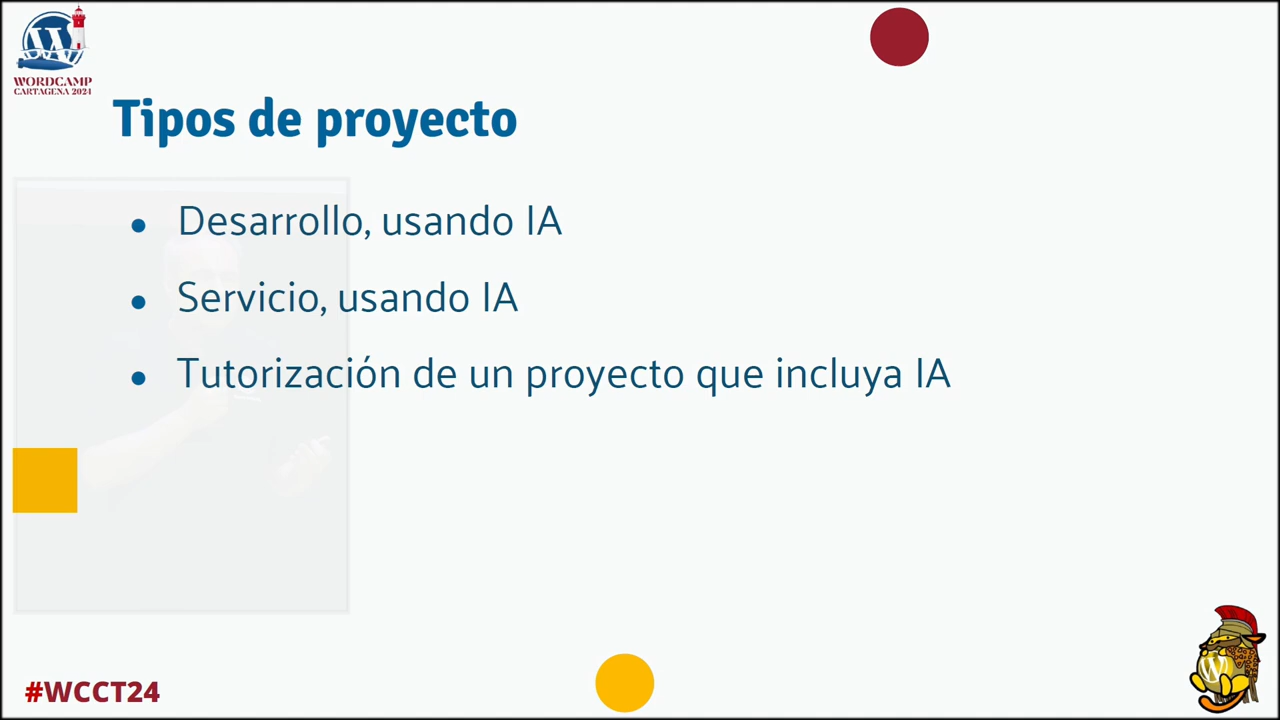 WORDCAMP
CARTAGENA 2024
Tipos de proyecto
Desarrollo, usando IA
Servicio, usando IA
Tutorización de un proyecto que incluya IA
#WCCT24